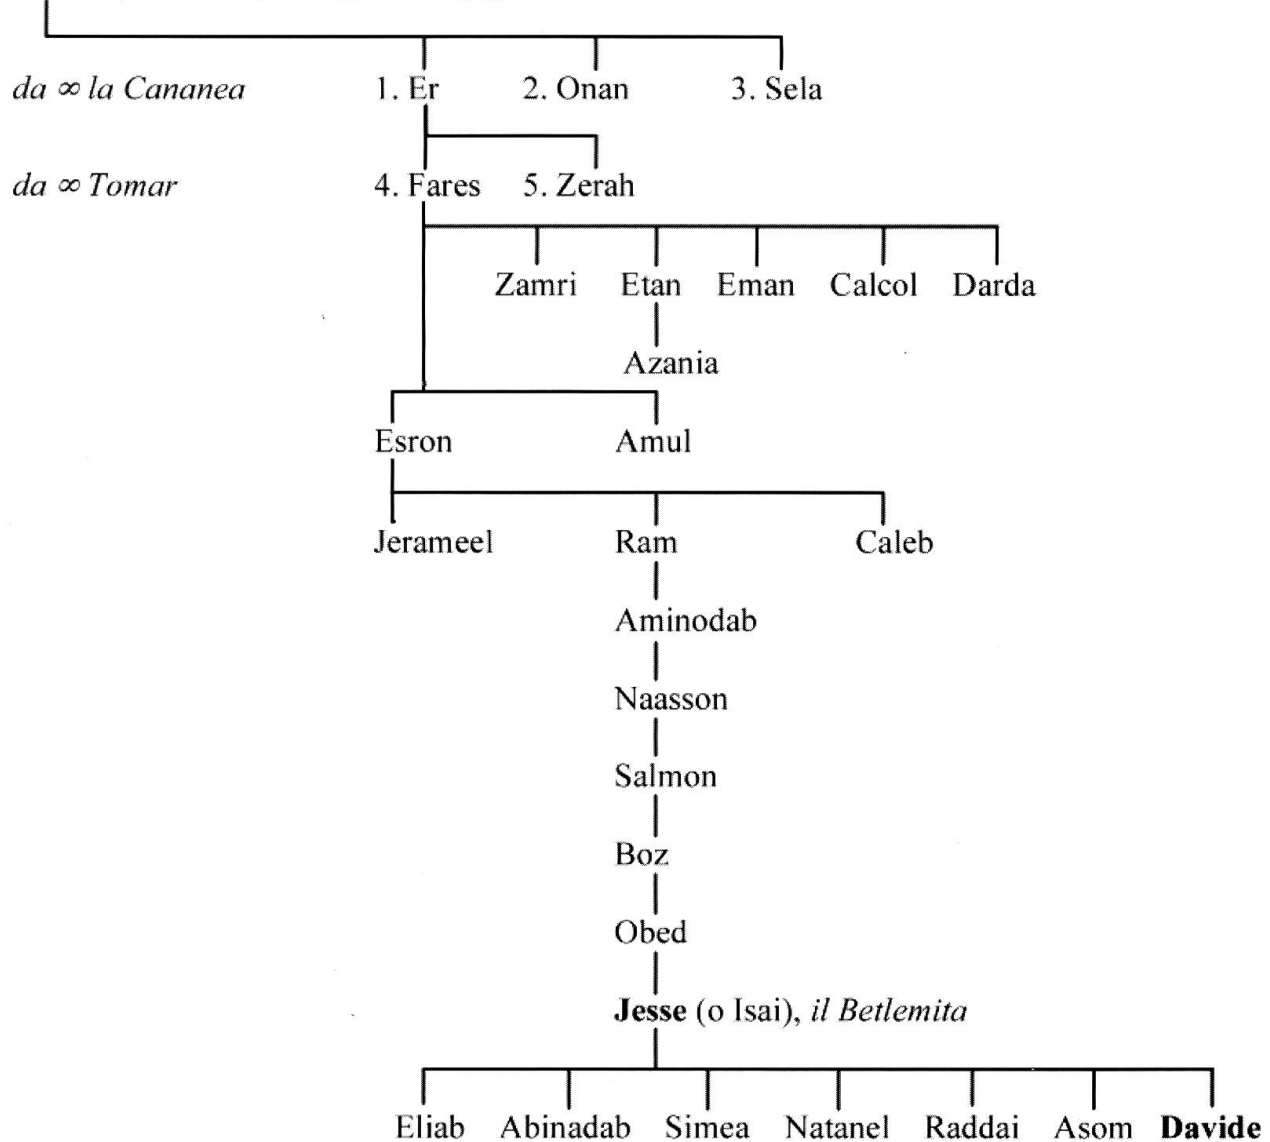 da ∞ la Cananea 1. Er 2. Onan 3. Sela
da ∞ Tomar 4. Fares 5. Zerah
Zamri Etan Eman Calcol Darda
Azania
Esron Amul
Jerameel Ram Caleb
Aminodab
Naasson
Salmon
Boz
Obed
Jesse (o Isai), il Betlemita
Eliab Abinadab Simea Natanel Raddai Asom Davide